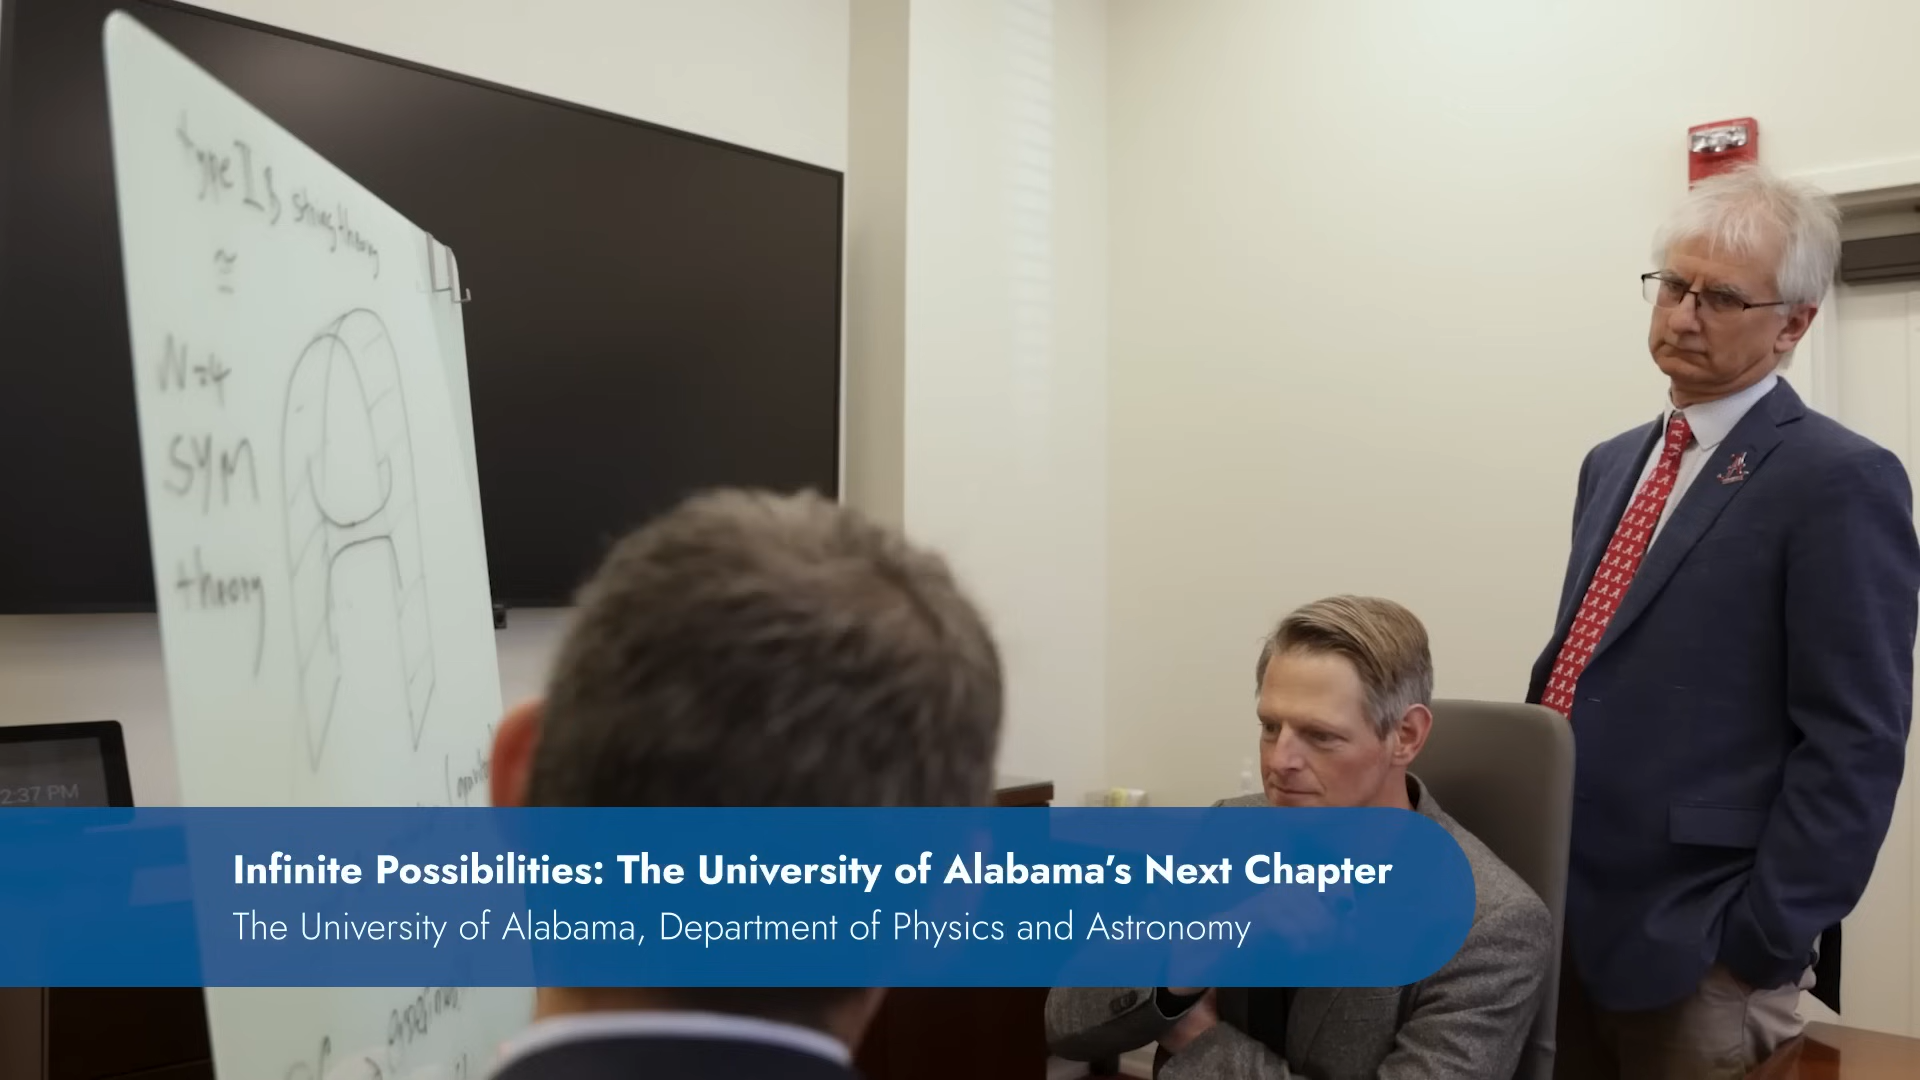 type IIB string theory
≅
N=4
SYM
theory
2:37 PM
Infinite Possibilities: The University of Alabama's Next Chapter
The University of Alabama, Department of Physics and Astronomy